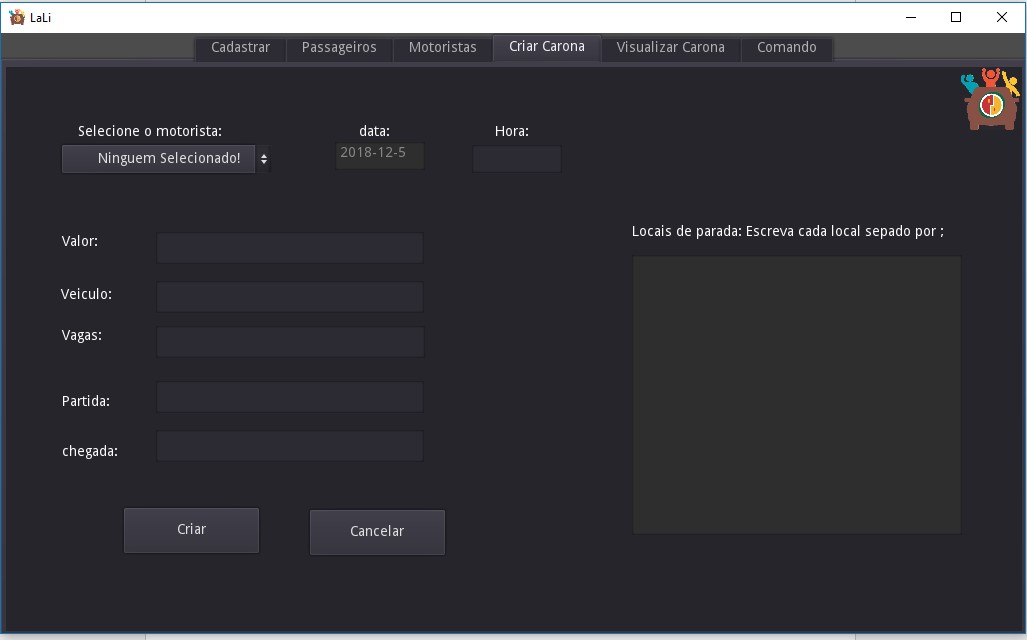 LaLi
Cadastrar Passageiros Motoristas Criar Carona Visualizar Carona Comando
Selecione o motorista: data: Hora:
Ninguem Selecionado! 2018-12-5
Locais de parada: Escreva cada local sepado por ;
Valor:
Veiculo:
Vagas:
Partida:
chegada:
Criar Cancelar